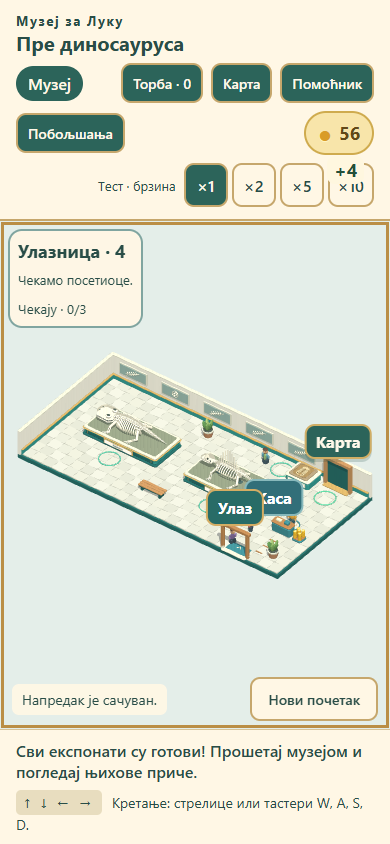 Музеј за Луку
Пре диносауруса
Музеј
Торба · 0
Карта
Помоћник
Побољшања
56
+4
Тест · брзина
×1
×2
×5
Улазница · 4
Чекамо посетиоце.
Чекају · 0/3
Карта
Улаз
Напредак је сачуван.
Нови почетак
Сви експонати су готови! Прошетај музејом и
погледај њихове приче.
↑ ↓ ← → Кретање: стрелице или тастери W, A, S,
D.